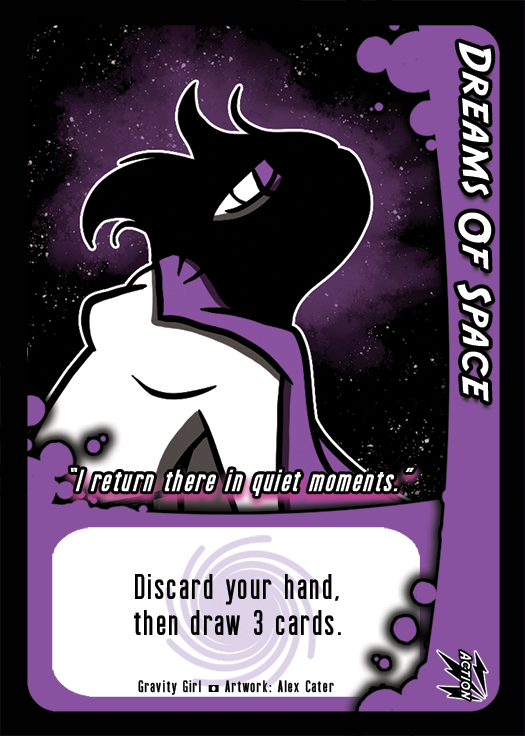 DREAMS OF SPACE
"I return there in quiet moments."
Discard your hand,
then draw 3 cards.
Gravity Girl Artwork: Alex Cater
ACTION